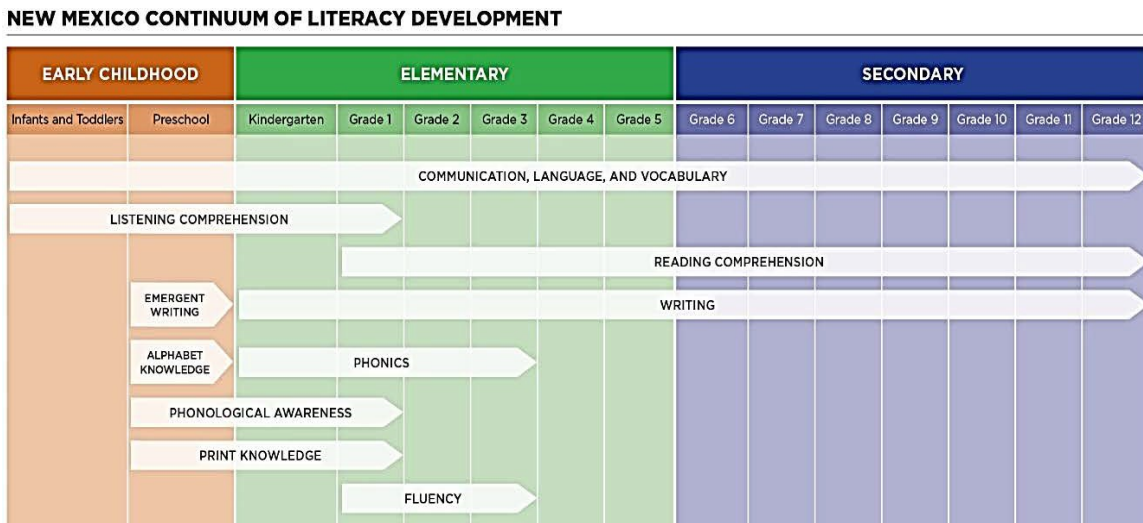 NEW MEXICO CONTINUUM OF LITERACY DEVELOPMENT
EARLY CHILDHOOD ELEMENTARY SECONDARY
Infants and Toddlers Preschool Kindergarten Grade 1 Grade 2 Grade 3 Grade 4 Grade 5 Grade 6 Grade 7 Grade 8 Grade 9 Grade 10 Grade 11 Grade 12
COMMUNICATION, LANGUAGE, AND VOCABULARY
LISTENING COMPREHENSION
READING COMPREHENSION
EMERGENT
WRITING
WRITING
ALPHABET
KNOWLEDGE
PHONICS
PHONOLOGICAL AWARENESS
PRINT KNOWLEDGE
FLUENCY